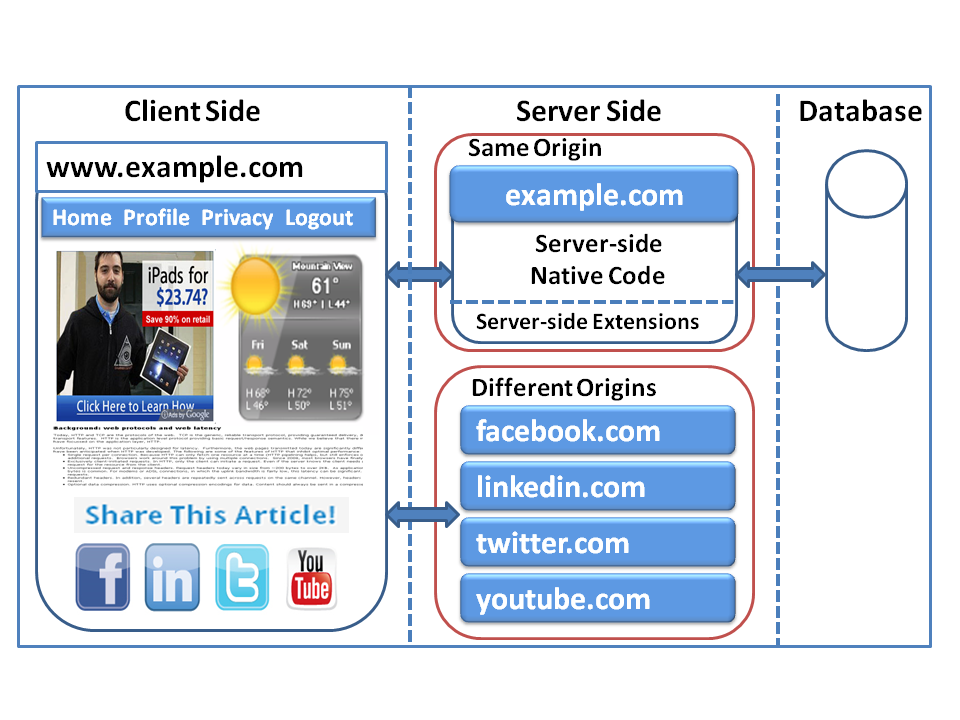 Client Side
Server Side
Database
www.example.com
Home Profile Privacy Logout
iPads for
$23.74?
Save 90% on retail
Click Here to Learn How
Ads by Google
Mountain View
61°
H 69° | L 44°
Fri Sat Sun
H 68° H 72° H 75°
L 46° L 50° L 51°
Background: web protocols and web latency
Share This Article!
f in t You Tube
Same Origin
example.com
Server-side
Native Code
Server-side Extensions
Different Origins
facebook.com
linkedin.com
twitter.com
youtube.com